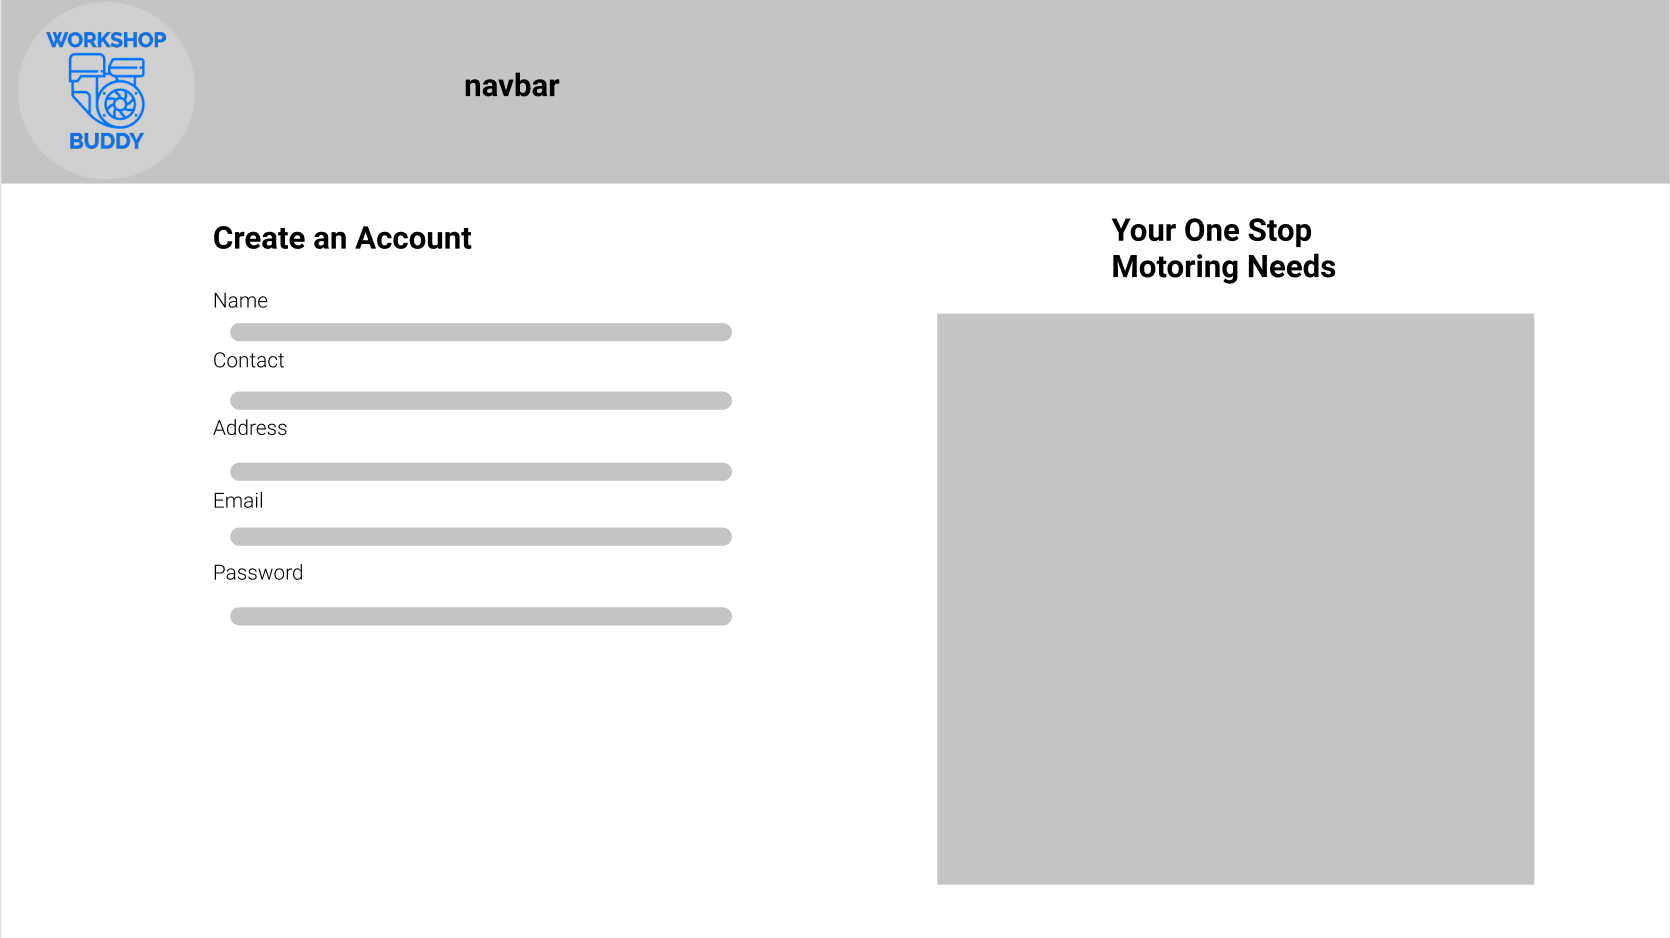 WORKSHOP
BUDDY
navbar
Create an Account
Name
Contact
Address
Email
Password
Your One Stop
Motoring Needs